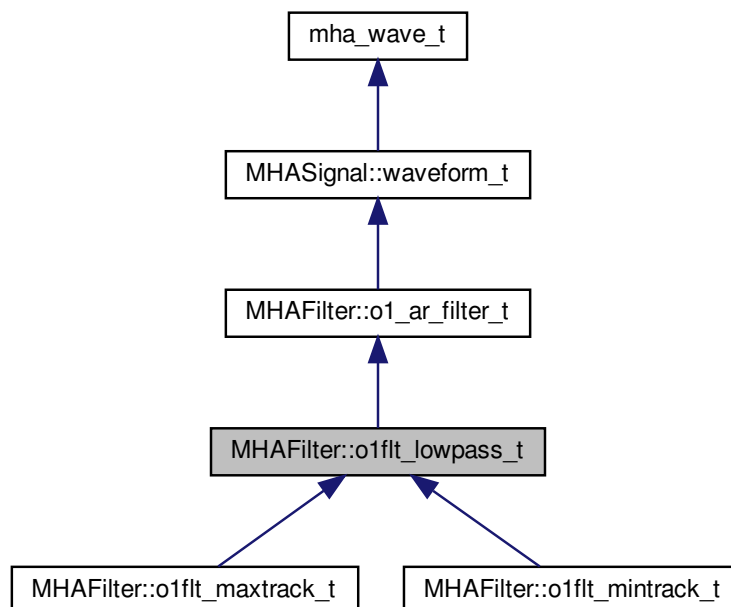 mha_wave_t
MHASignal::waveform_t
MHAFilter::o1_ar_filter_t
MHAFilter::o1flt_lowpass_t
MHAFilter::o1flt_maxtrack_t
MHAFilter::o1flt_mintrack_t